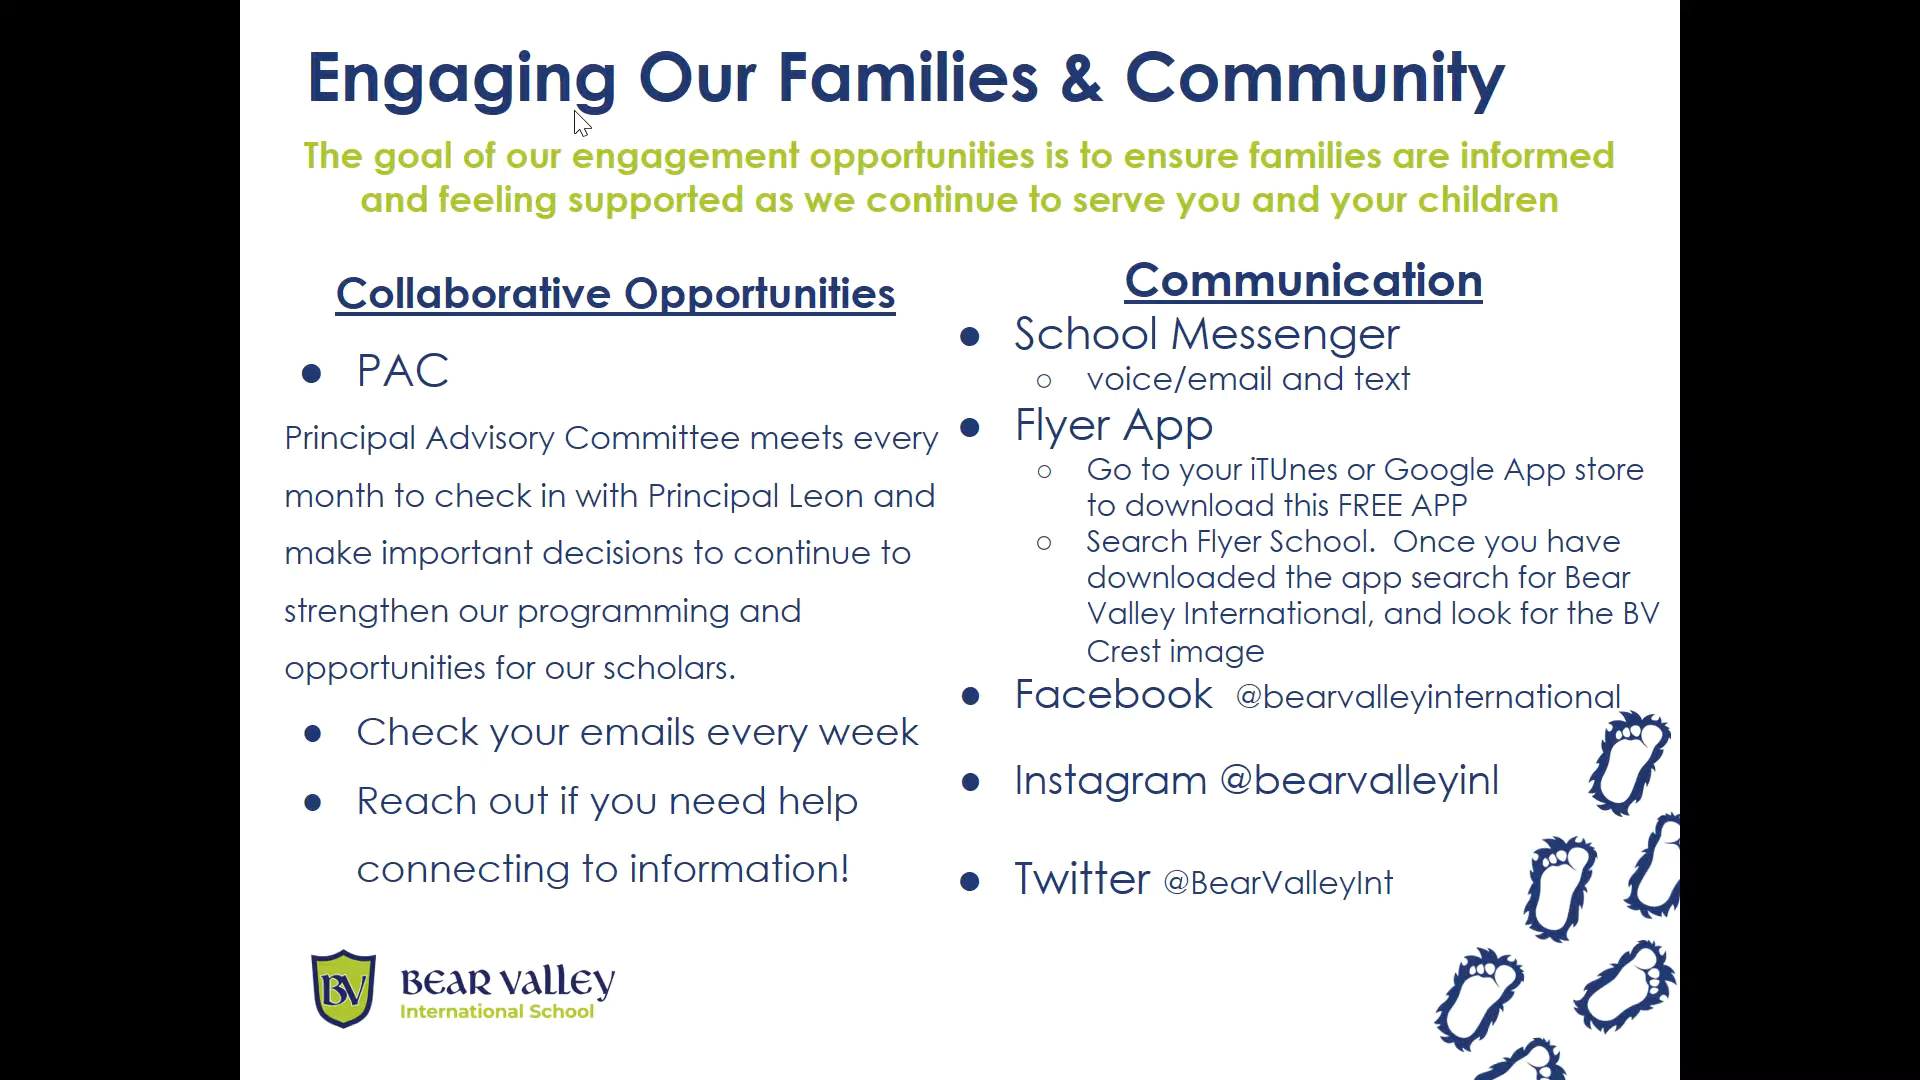 Engaging Our Families & Community
The goal of our engagement opportunities is to ensure families are informed
and feeling supported as we continue to serve you and your children
Collaborative Opportunities
● PAC
Principal Advisory Committee meets every
month to check in with Principal Leon and
make important decisions to continue to
strengthen our programming and
opportunities for our scholars.
● Check your emails every week
● Reach out if you need help
connecting to information!
Communication
● School Messenger
○ voice/email and text
● Flyer App
○ Go to your iTUnes or Google App store
to download this FREE APP
○ Search Flyer School.  Once you have
downloaded the app search for Bear
Valley International, and look for the BV
Crest image
● Facebook @bearvalleyinternational
● Instagram @bearvalleyinl
● Twitter @BearValleyInt
BV
BEAR VALLEY
International School